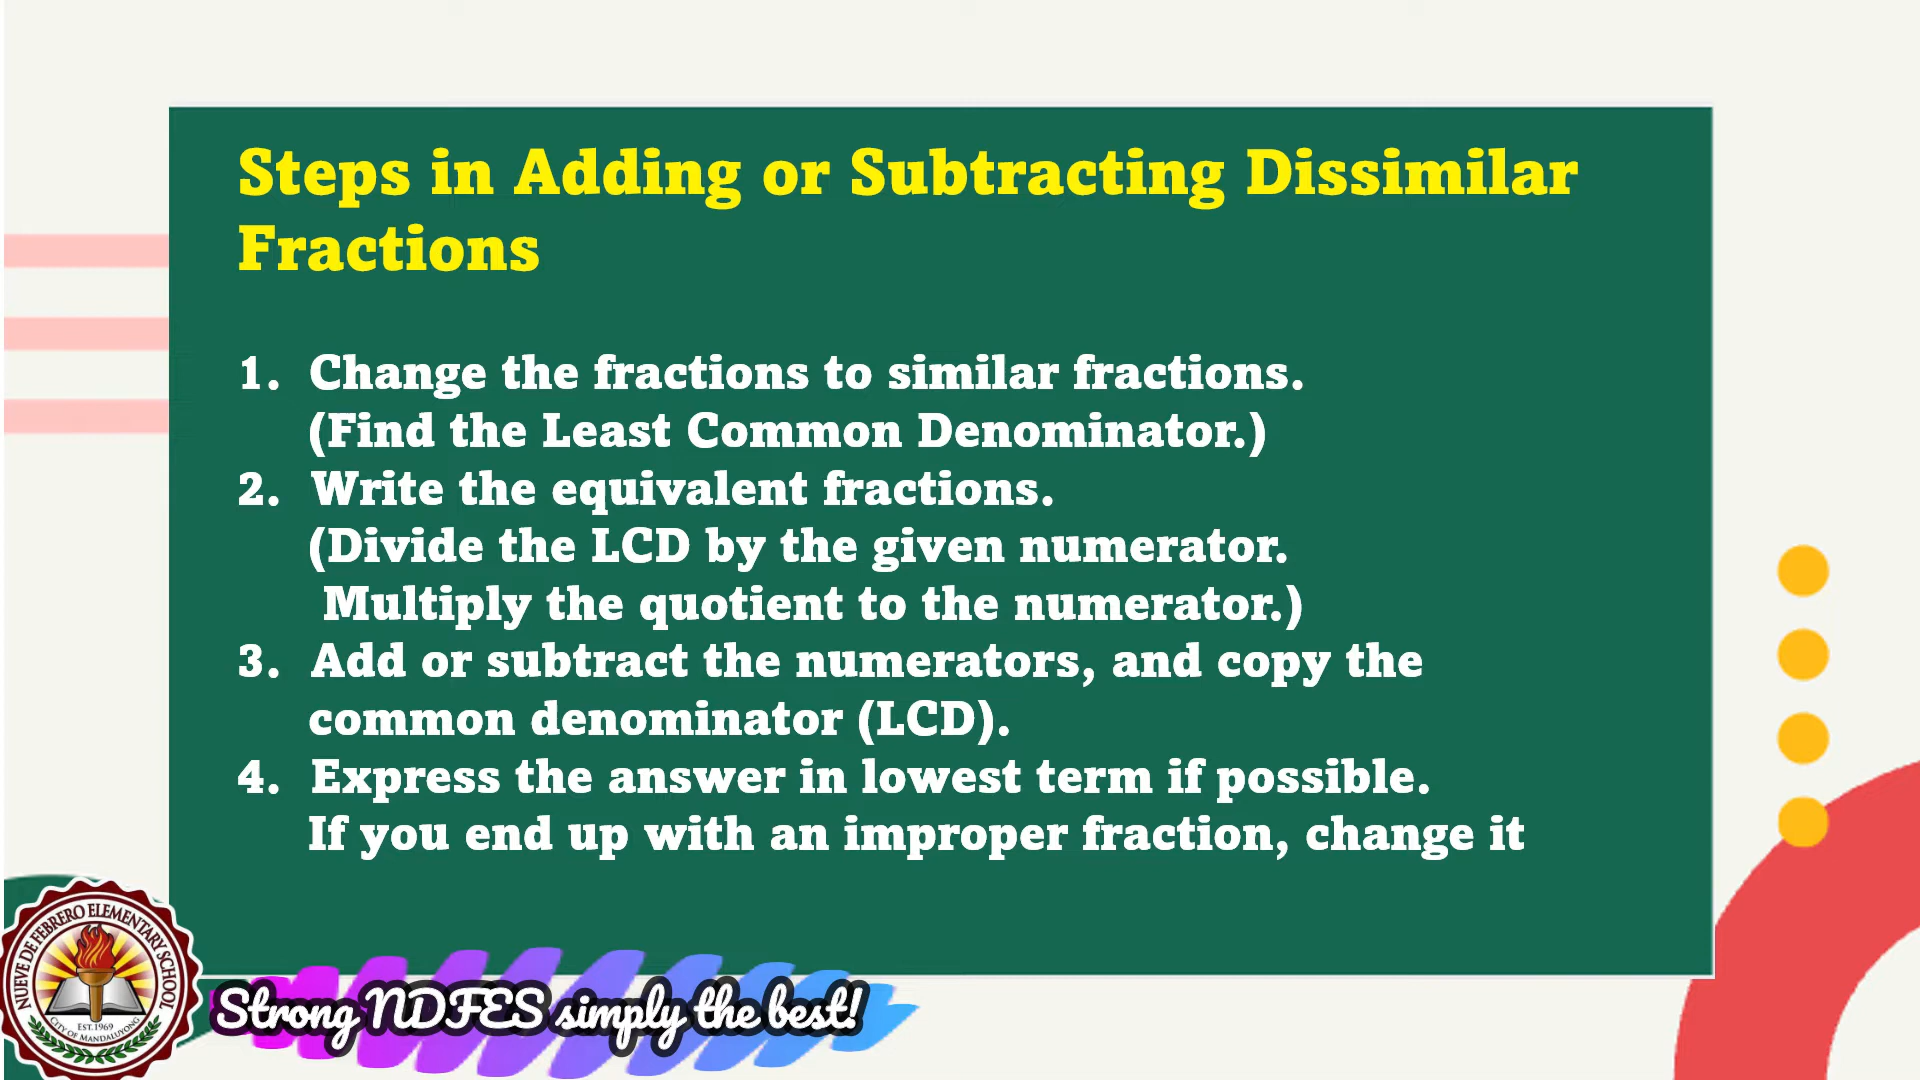 Steps in Adding or Subtracting Dissimilar
Fractions
1. Change the fractions to similar fractions.
(Find the Least Common Denominator.)
2. Write the equivalent fractions.
(Divide the LCD by the given numerator.
Multiply the quotient to the numerator.)
3. Add or subtract the numerators, and copy the
common denominator (LCD).
4. Express the answer in lowest term if possible.
If you end up with an improper fraction, change it
NUEVE DE FEBRERO ELEMENTARY SCHOOL
EST. 1969
CITY OF MANDALUYONG
Strong NDFES simply the best!